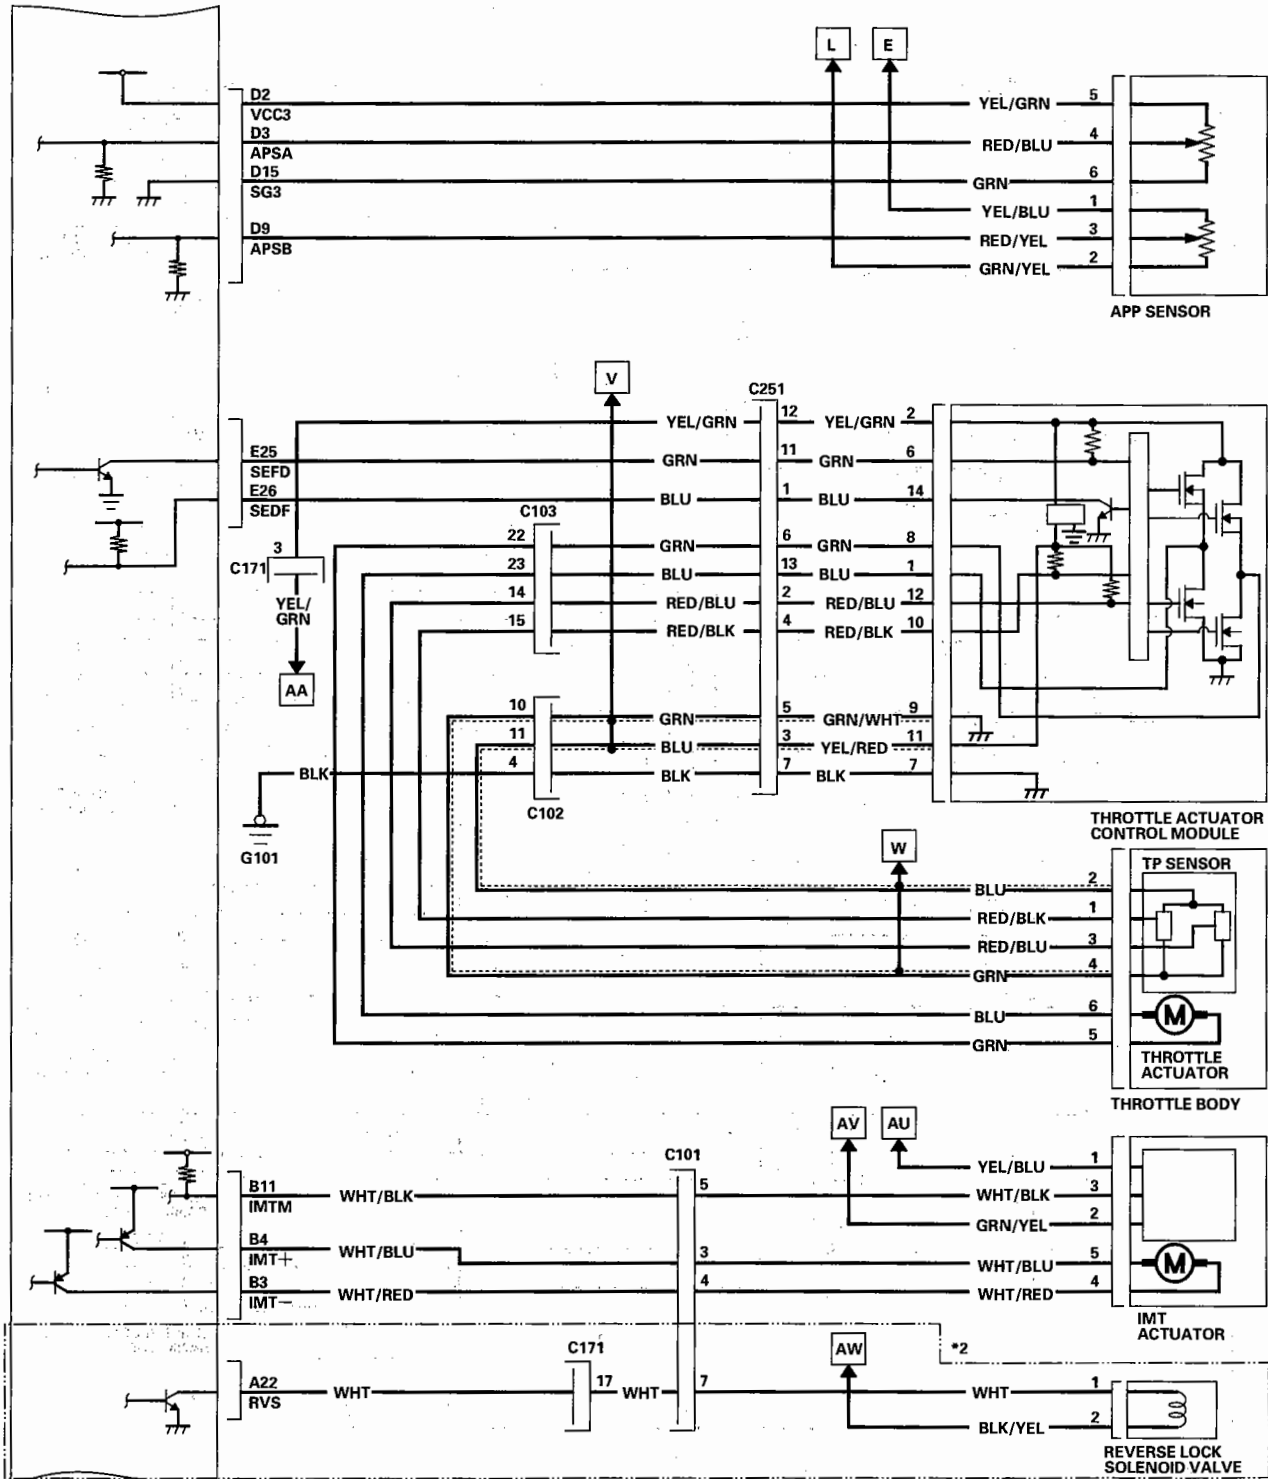 L E
D2 YEL/GRN 5
VCC3
D3 RED/BLU 4
APSA
D15 GRN 6
SG3
YEL/BLU 1
D9 RED/YEL 3
APSB
GRN/YEL 2
APP SENSOR
V
C251
YEL/GRN 12 YEL/GRN 2
E25 GRN 11 GRN 6
SEFD
E26 BLU 1 BLU 14
SEDF
C103
22 GRN 6 GRN 8
3
C171
23 BLU 13 BLU 1
YEL/
GRN
14 RED/BLU 2 RED/BLU 12
15 RED/BLK 4 RED/BLK 10
AA
10 GRN 5 GRN/WHT 9
11 BLU 3 YEL/RED 11
BLK 4 BLK 7 BLK 7
C102
G101
THROTTLE ACTUATOR
CONTROL MODULE
W
TP SENSOR
BLU 2
RED/BLK 1
RED/BLU 3
GRN 4
BLU 6
M
GRN 5
THROTTLE
ACTUATOR
THROTTLE BODY
AV AU
C101
YEL/BLU 1
B11 WHT/BLK 5 WHT/BLK 3
IMTM
GRN/YEL 2
B4 WHT/BLU 3 WHT/BLU 5
IMT+
M
B3 WHT/RED 4 WHT/RED 4
IMT−
IMT
ACTUATOR
C171 AW *2
A22 WHT 17 WHT 7 WHT 1
RVS
BLK/YEL 2
REVERSE LOCK
SOLENOID VALVE